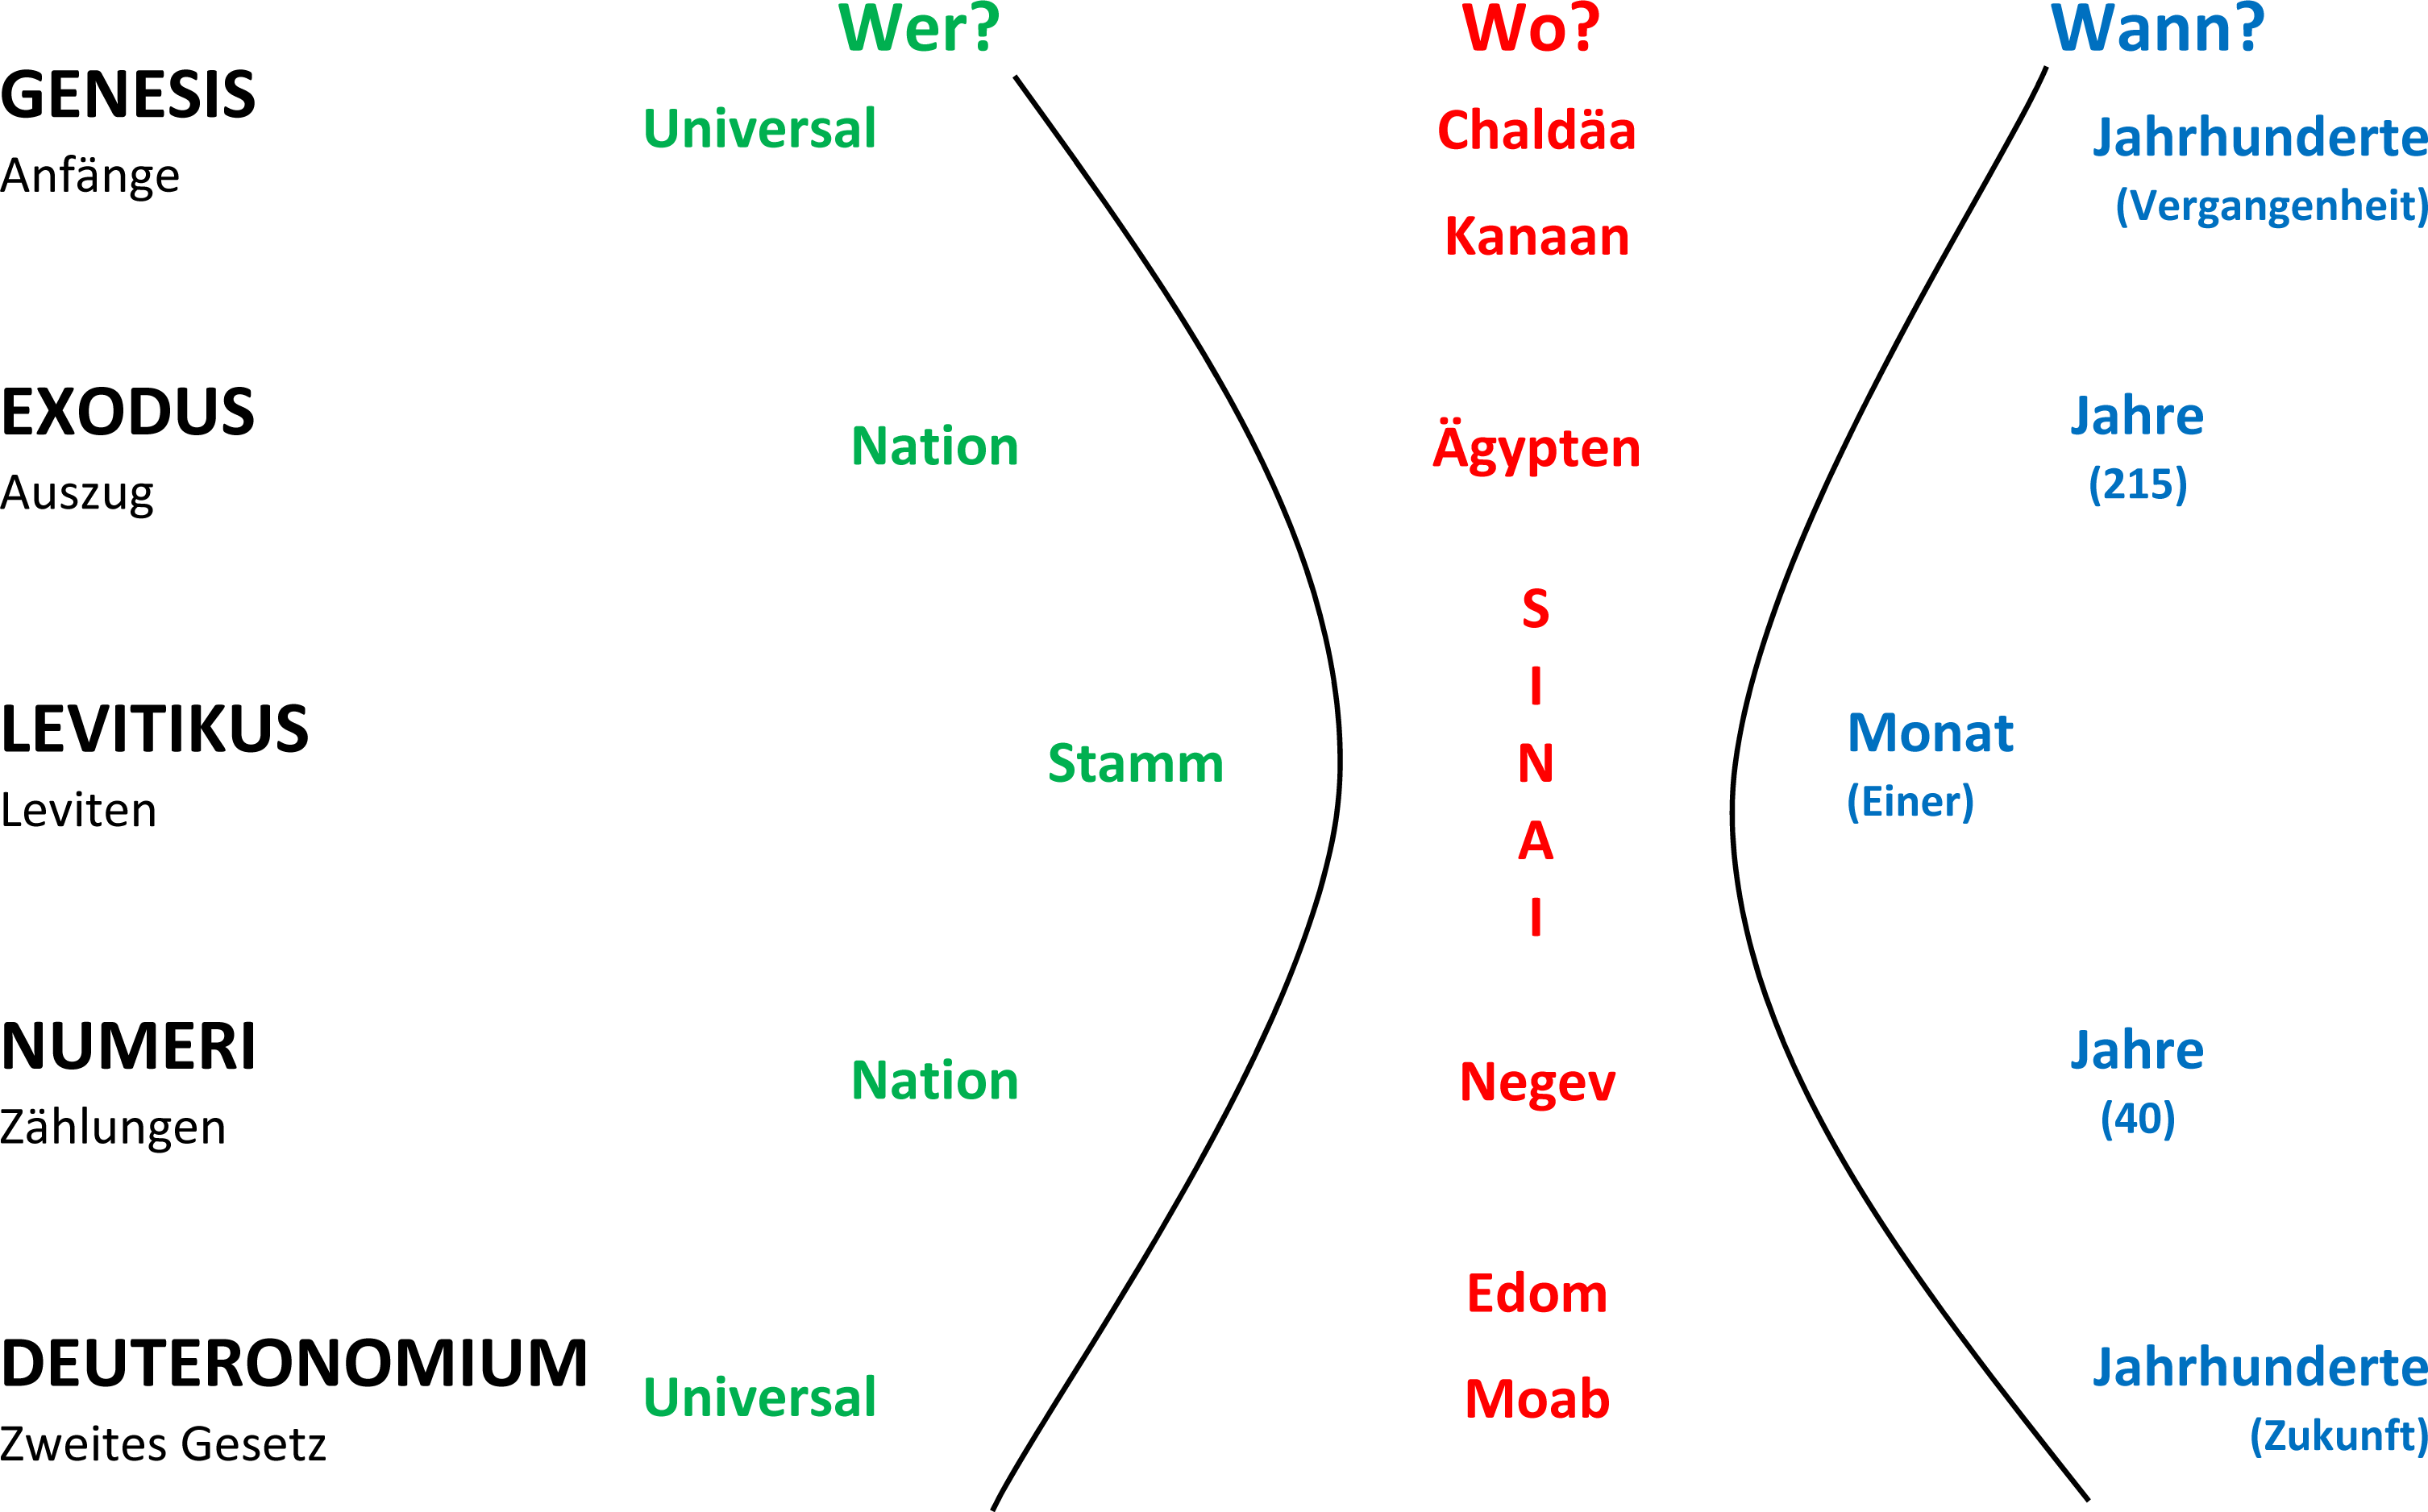 Wer? Wo? Wann?
GENESIS Universal Chaldäa Jahrhunderte
Anfänge (Vergangenheit)
Kanaan
EXODUS Nation Ägvpten Jahre
Auszug (215)
S
I
LEVITIKUS Stamm N Monat
Leviten (Einer)
A
I
NUMERI Nation Negev Jahre
Zählungen (40)
Edom
DEUTERONOMIUM Universal Moab Jahrhunderte
Zweites Gesetz (Zukunft)